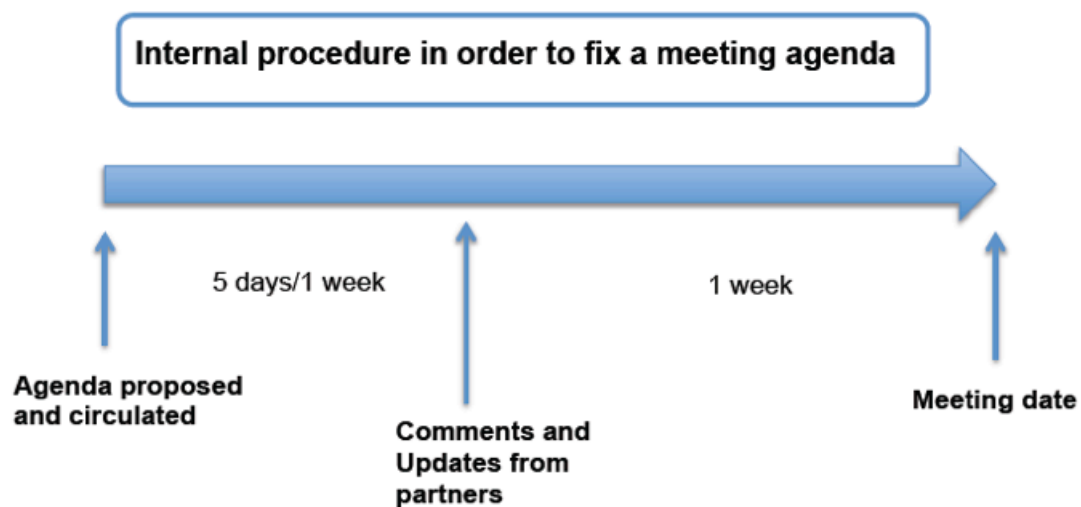 Internal procedure in order to fix a meeting agenda
5 days/1 week
1 week
Agenda proposed
and circulated
Comments and
Updates from
partners
Meeting date